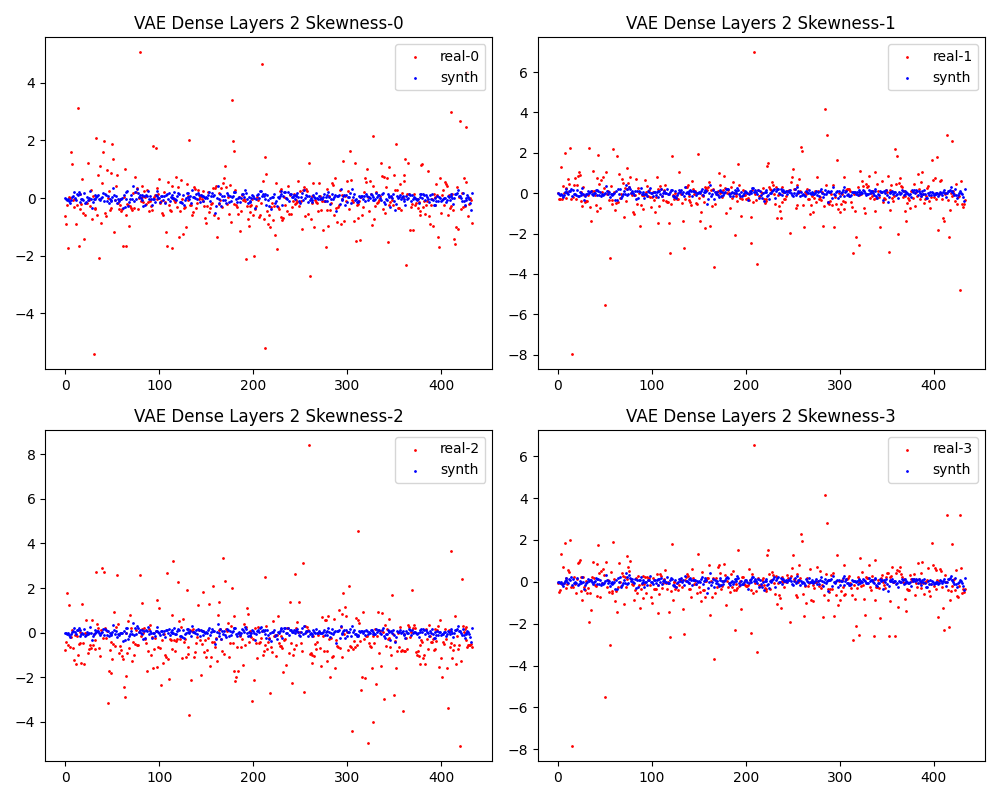 VAE Dense Layers 2 Skewness-0
real-0
synth
4
2
0
−2
−4
0 100 200 300 400
VAE Dense Layers 2 Skewness-1
real-1
synth
6
4
2
0
−2
−4
−6
−8
0 100 200 300 400
VAE Dense Layers 2 Skewness-2
real-2
synth
8
6
4
2
0
−2
−4
0 100 200 300 400
VAE Dense Layers 2 Skewness-3
real-3
synth
6
4
2
0
−2
−4
−6
−8
0 100 200 300 400